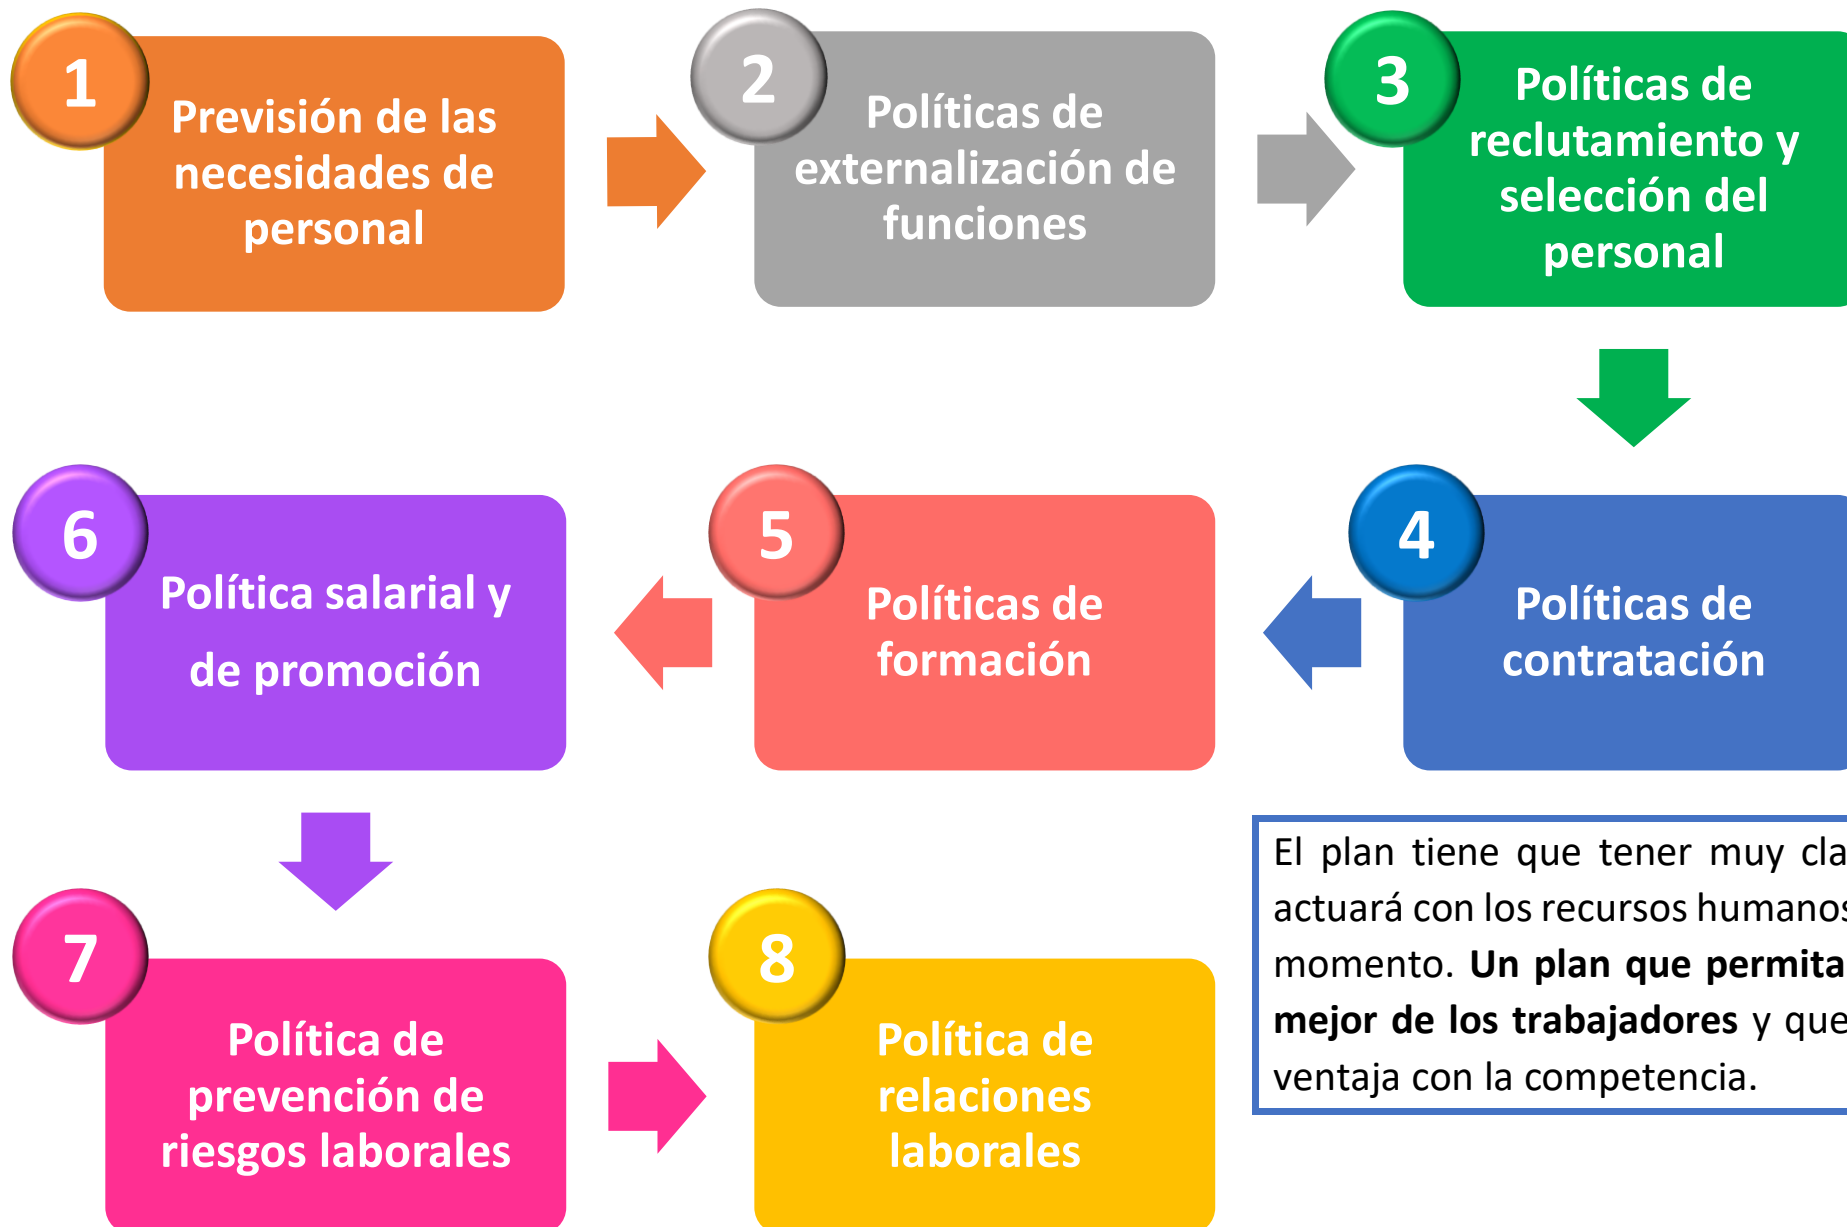 1
Previsión de las
necesidades de
personal
2
Políticas de
externalización de
funciones
3
Políticas de
reclutamiento y
selección del
personal
4
Políticas de
contratación
5
Políticas de
formación
6
Política salarial y
de promoción
7
Política de
prevención de
riesgos laborales
8
Política de
relaciones
laborales
El plan tiene que tener muy
actuará con los recursos
momento. Un plan que permita
mejor de los trabajadores y que
ventaja con la competencia.